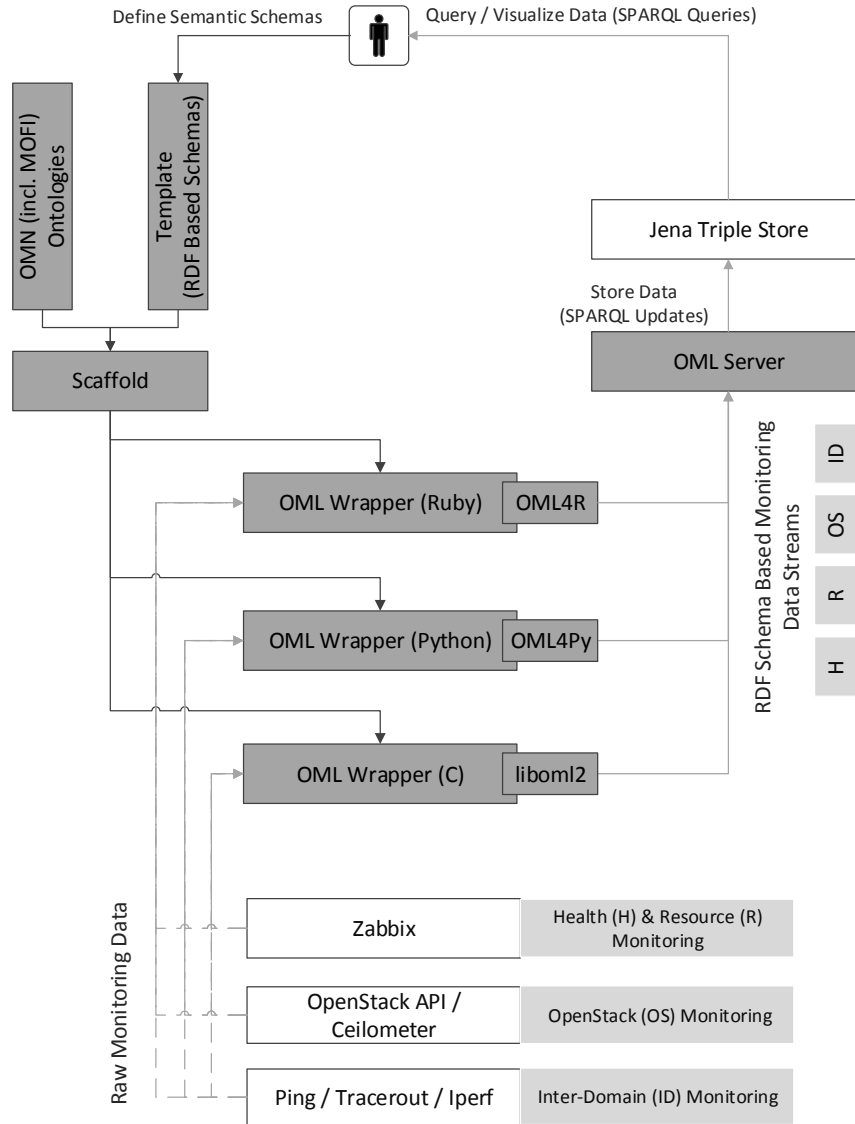 Define Semantic Schemas
Query / Visualize Data (SPARQL Queries)
OMN (incl. MOFI)
Ontologies
Template
(RDF Based Schemas)
Jena Triple Store
Store Data
(SPARQL Updates)
Scaffold
OML Server
OML Wrapper (Ruby)
OML4R
OML Wrapper (Python)
OML4Py
OML Wrapper (C)
liboml2
RDF Schema Based Monitoring
Data Streams
ID
OS
R
H
Raw Monitoring Data
Zabbix
Health (H) & Resource (R)
Monitoring
OpenStack API /
Ceilometer
OpenStack (OS) Monitoring
Ping / Tracerout / Iperf
Inter-Domain (ID) Monitoring